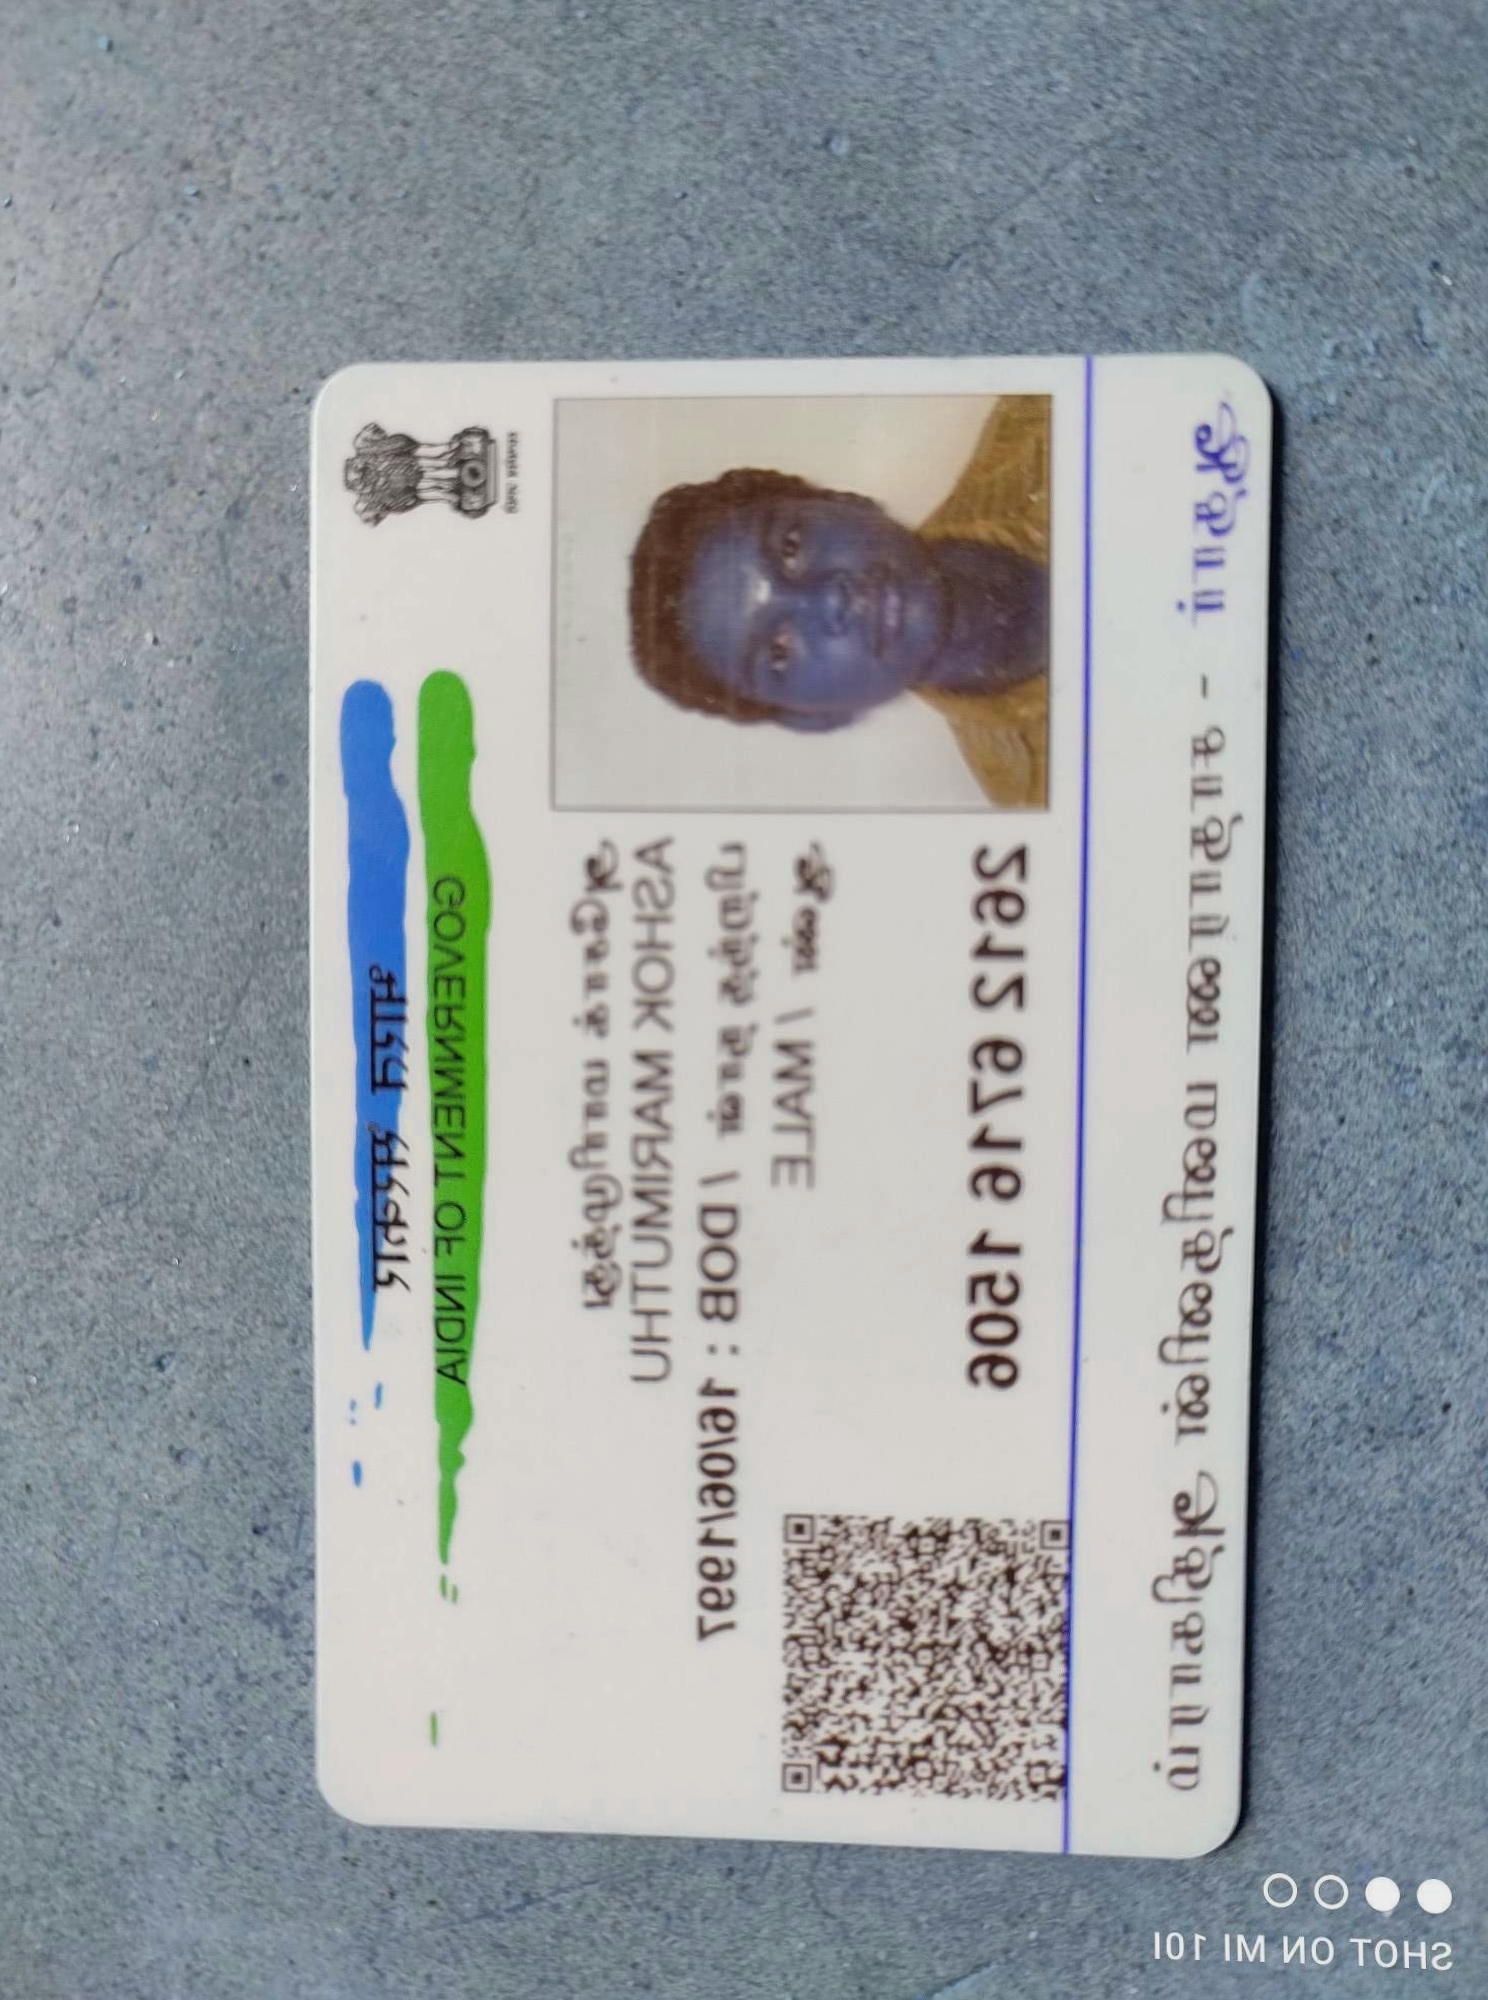 भारत सरकार
GOVERNMENT OF INDIA
அசோக் மாரிமுத்து
ASHOK MARIMUTHU
பிறந்த நாள் / DOB : 16/06/1997
ஆண் / MALE
2612 6716 1506
ஆதார் - சாதாரண மனிதனின் அதிகாரம்
SHOT ON MI 10I